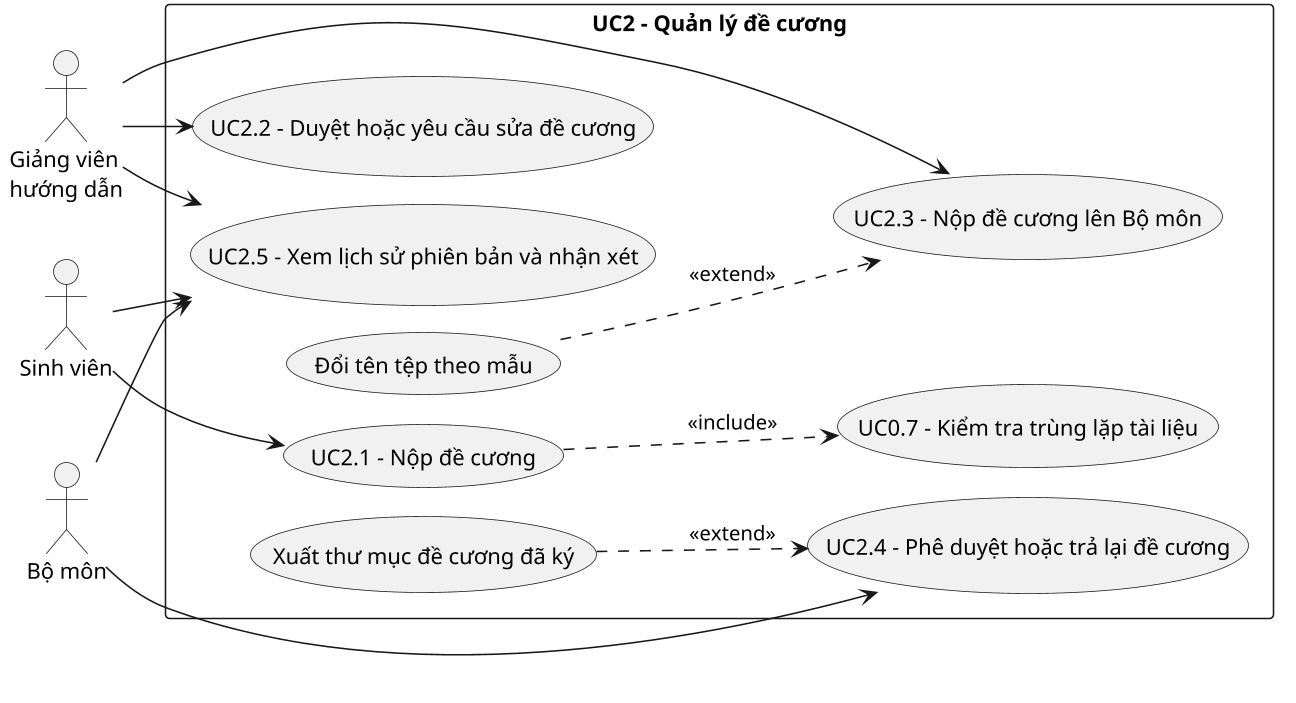 UC2 - Quản lý đề cương
Giảng viên
hướng dẫn
UC2.2 - Duyệt hoặc yêu cầu sửa đề cương
UC2.3 - Nộp đề cương lên Bộ môn
UC2.5 - Xem lịch sử phiên bản và nhận xét
«extend»
Sinh viên
Đổi tên tệp theo mẫu
«include»
UC0.7 - Kiểm tra trùng lặp tài liệu
UC2.1 - Nộp đề cương
«extend»
Bộ môn
Xuất thư mục đề cương đã ký
UC2.4 - Phê duyệt hoặc trả lại đề cương